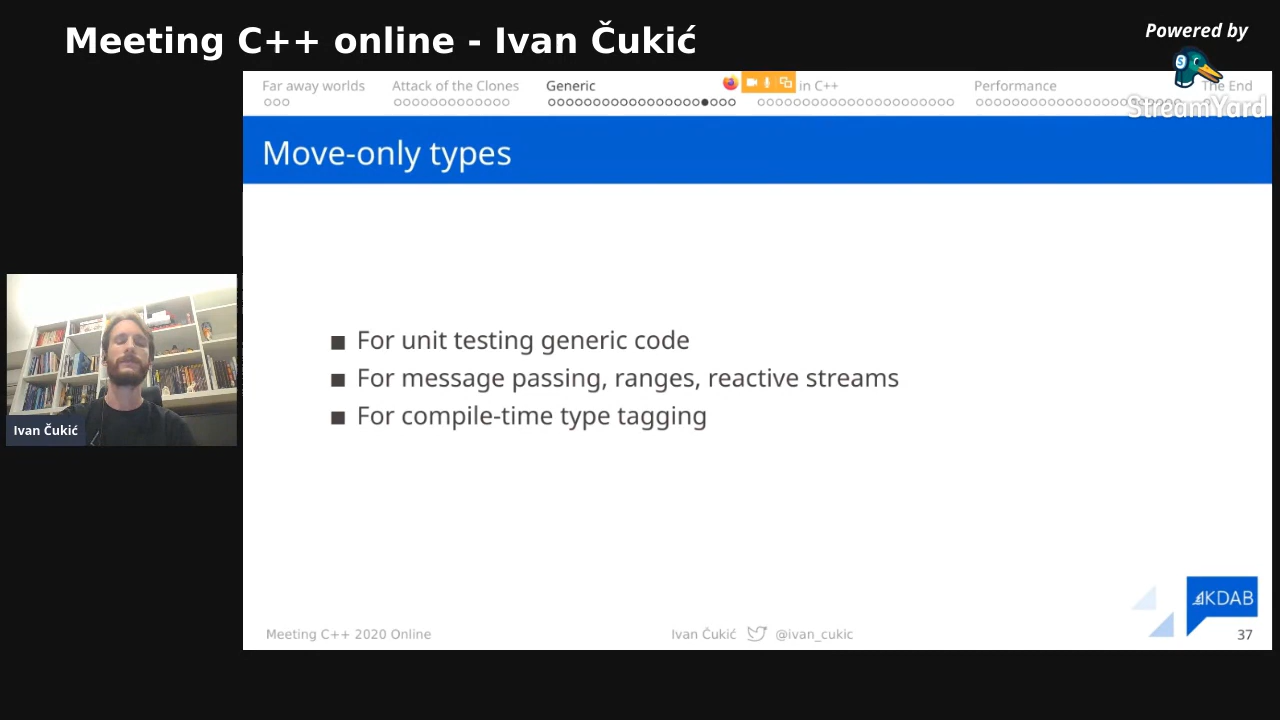 Meeting C++ online - Ivan Čukić
Powered by
StreamYard
Far away worlds
Attack of the Clones
Generic
in C++
Performance
The End
Move-only types
For unit testing generic code
For message passing, ranges, reactive streams
For compile-time type tagging
Ivan Čukić
KDAB
Meeting C++ 2020 Online
Ivan Čukić @ivan_cukic
37